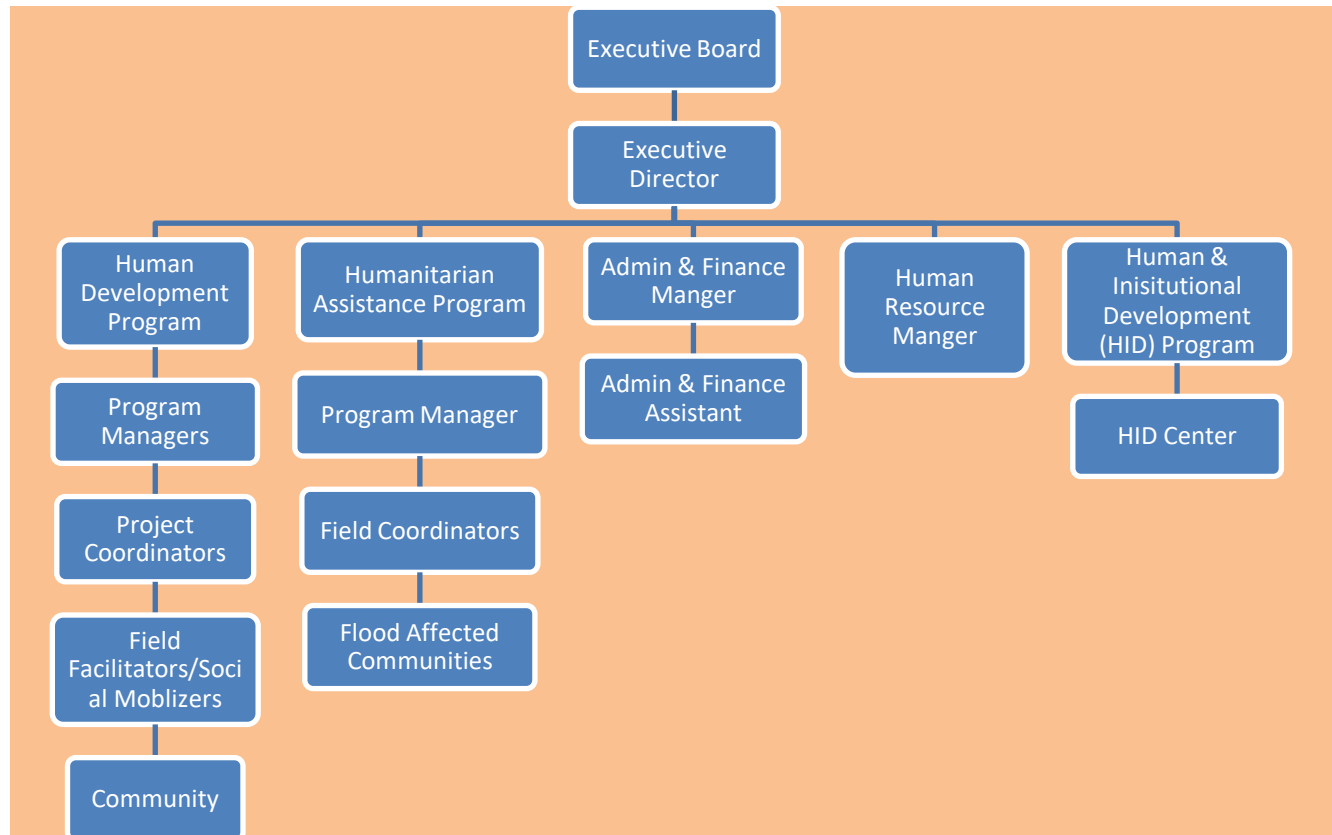 Executive Board
Executive
Director
Human
Development
Program
Program
Managers
Project
Coordinators
Field
Facilitators/Soci
al Moblizers
Community
Humanitarian
Assistance Program
Program Manager
Field Coordinators
Flood Affected
Communities
Admin & Finance
Manger
Admin & Finance
Assistant
Human
Resource
Manger
Human &
Inisitutional
Development
(HID) Program
HID Center